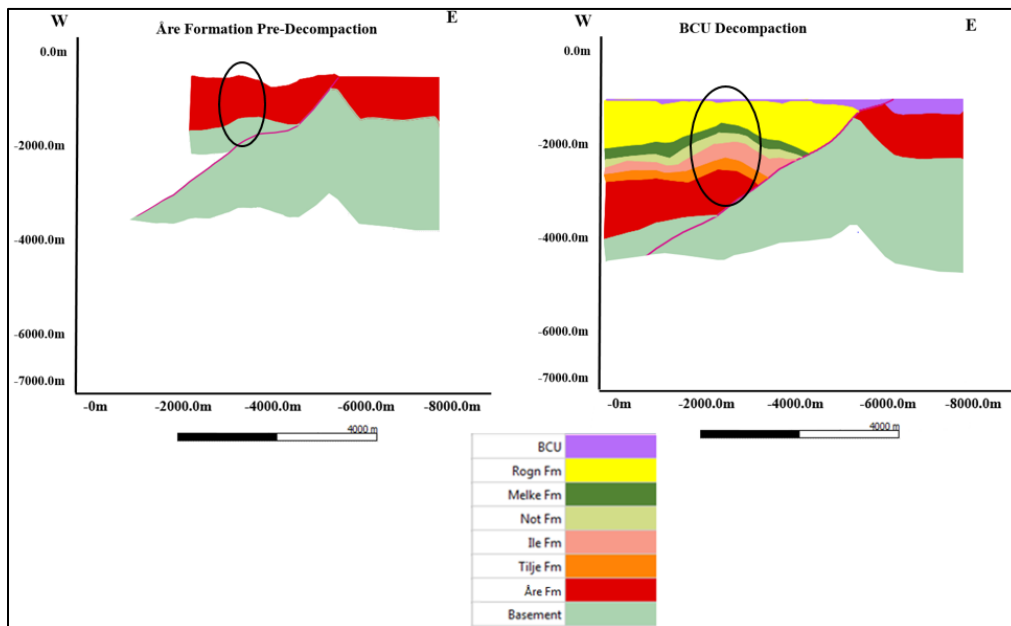 W
E
Åre Formation Pre-Decompaction
0.0m
-2000.0m
-4000.0m
-6000.0m
-7000.0m
-0m -2000.0m -4000.0m -6000.0m -8000.0m
4000 m
W
E
BCU Decompaction
0.0m
-2000.0m
-4000.0m
-6000.0m
-7000.0m
-0m -2000.0m -4000.0m -6000.0m -8000.0m
4000 m
BCU
Rogn Fm
Melke Fm
Not Fm
Ile Fm
Tilje Fm
Åre Fm
Basement